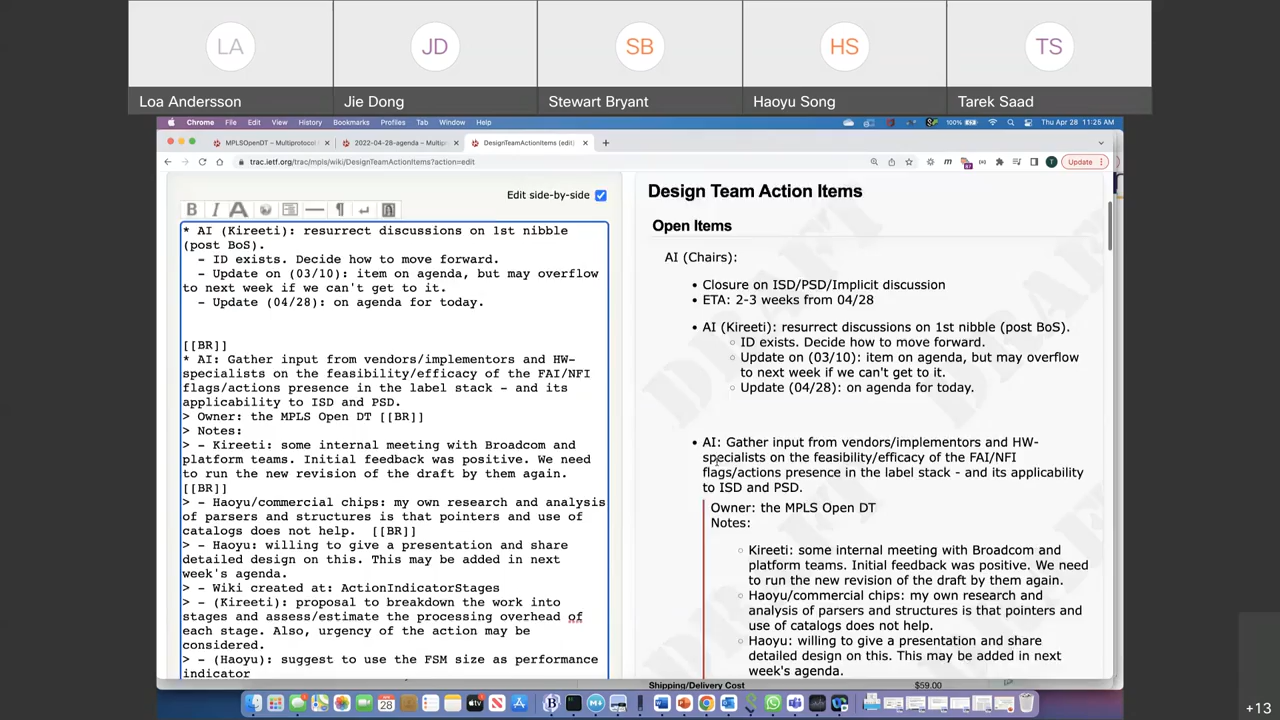 LA
JD
SB
HS
TS
Loa Andersson
Jie Dong
Stewart Bryant
Haoyu Song
Tarek Saad
Chrome File Edit View History Bookmarks Profiles Tab Window Help
100% Thu Apr 28 11:25 AM
MPLSOpenDT – Multiprotocol
2022-04-28-agenda – Multipr
DesignTeamActionItems (edit)
trac.ietf.org/trac/mpls/wiki/DesignTeamActionItems?action=edit
Update
Edit side-by-side
B I A
* AI (Kireeti): resurrect discussions on 1st nibble
(post BoS).
- ID exists. Decide how to move forward.
- Update on (03/10): item on agenda, but may overflow
to next week if we can't get to it.
- Update (04/28): on agenda for today.
[[BR]]
* AI: Gather input from vendors/implementors and HW-
specialists on the feasibility/efficacy of the FAI/NFI
flags/actions presence in the label stack - and its
applicability to ISD and PSD.
> Owner: the MPLS Open DT [[BR]]
> Notes:
> - Kireeti: some internal meeting with Broadcom and
platform teams. Initial feedback was positive. We need
to run the new revision of the draft by them again.
[[BR]]
> - Haoyu/commercial chips: my own research and analysis
of parsers and structures is that pointers and use of
catalogs does not help. [[BR]]
> - Haoyu: willing to give a presentation and share
detailed design on this. This may be added in next
week's agenda.
> - Wiki created at: ActionIndicatorStages
> - (Kireeti): proposal to breakdown the work into
stages and assess/estimate the processing overhead of
each stage. Also, urgency of the action may be
considered.
> - (Haoyu): suggest to use the FSM size as performance
indicator
Design Team Action Items
Open Items
AI (Chairs):
• Closure on ISD/PSD/Implicit discussion
• ETA: 2-3 weeks from 04/28
• AI (Kireeti): resurrect discussions on 1st nibble (post BoS).
○ ID exists. Decide how to move forward.
○ Update on (03/10): item on agenda, but may overflow
to next week if we can't get to it.
○ Update (04/28): on agenda for today.
• AI: Gather input from vendors/implementors and HW-
specialists on the feasibility/efficacy of the FAI/NFI
flags/actions presence in the label stack - and its applicability
to ISD and PSD.
Owner: the MPLS Open DT
Notes:
○ Kireeti: some internal meeting with Broadcom and
platform teams. Initial feedback was positive. We need
to run the new revision of the draft by them again.
○ Haoyu/commercial chips: my own research and
analysis of parsers and structures is that pointers and
use of catalogs does not help.
○ Haoyu: willing to give a presentation and share
detailed design on this. This may be added in next
week's agenda.
DRAFT DRAFT DRAFT
Shipping/Delivery Cost $59.00
+13